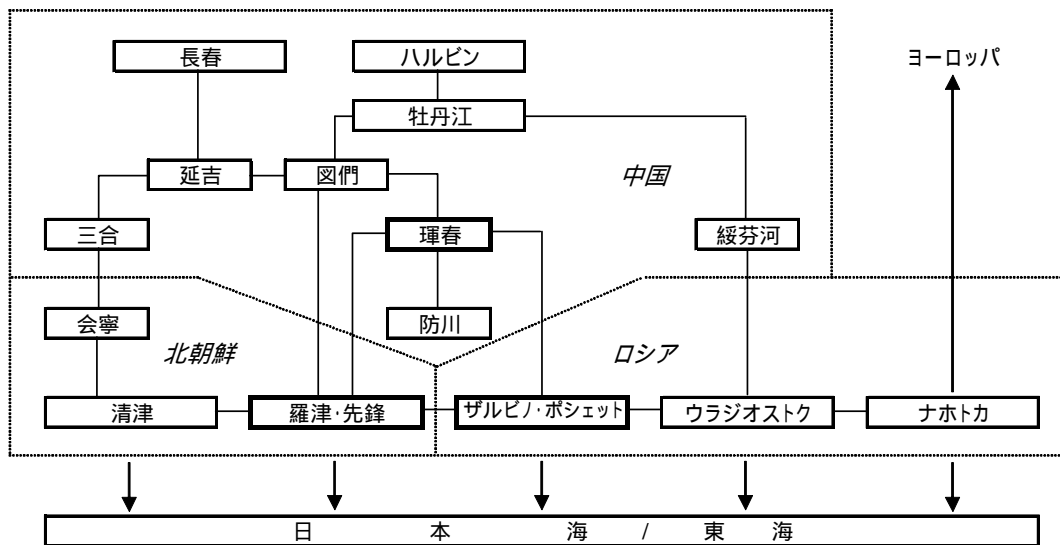 長春
ハルビン
ヨーロッパ
牡丹江
延吉
図們
中国
三合
琿春
綏芬河
会寧
防川
北朝鮮
ロシア
清津
羅津・先鋒
ザルビノ・ポシェット
ウラジオストク
ナホトカ
日本海/東海